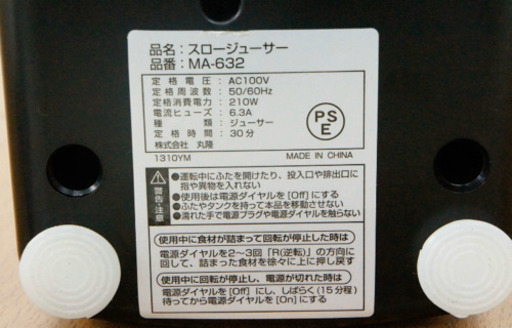 品名：スロージューサー
品番：MA-632
定格電圧：AC100V
定格周波数：50/60Hz
定格消費電力：210W
電流ヒューズ：6.3A
種類：ジューサー
定格時間：30分
株式会社 丸隆
1310YM
MADE IN CHINA
PS
E
警告・注意
●運転中にふたを開けたり、投入口や排出口に
指や異物を入れない
●使用後は電源ダイヤルを[Off]にする
●ふたやタンクを持って本品を移動させない
●濡れた手で電源プラグや電源ダイヤルを触らない
使用中に食材が詰まって回転が停止した時は
電源ダイヤルを2〜3回「R(逆転)」の方向に
回して、詰まった食材を徐々に上に押し戻す
使用中に回転が停止し、電源が切れた時は
電源ダイヤルを[Off]にし、しばらく(15分程)
待ってから電源ダイヤルを[On]にする